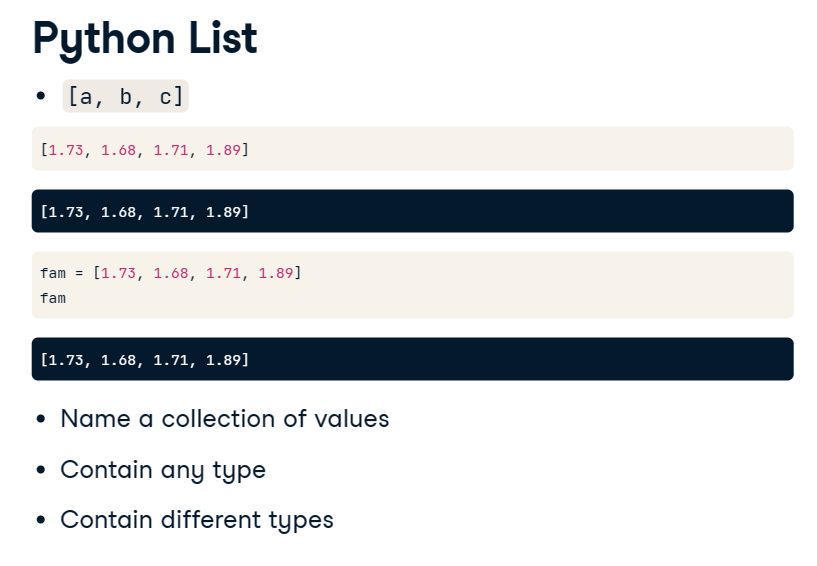 Python List
• [a, b, c]
[1.73, 1.68, 1.71, 1.89]
[1.73, 1.68, 1.71, 1.89]
fam = [1.73, 1.68, 1.71, 1.89]
fam
[1.73, 1.68, 1.71, 1.89]
• Name a collection of values
• Contain any type
• Contain different types